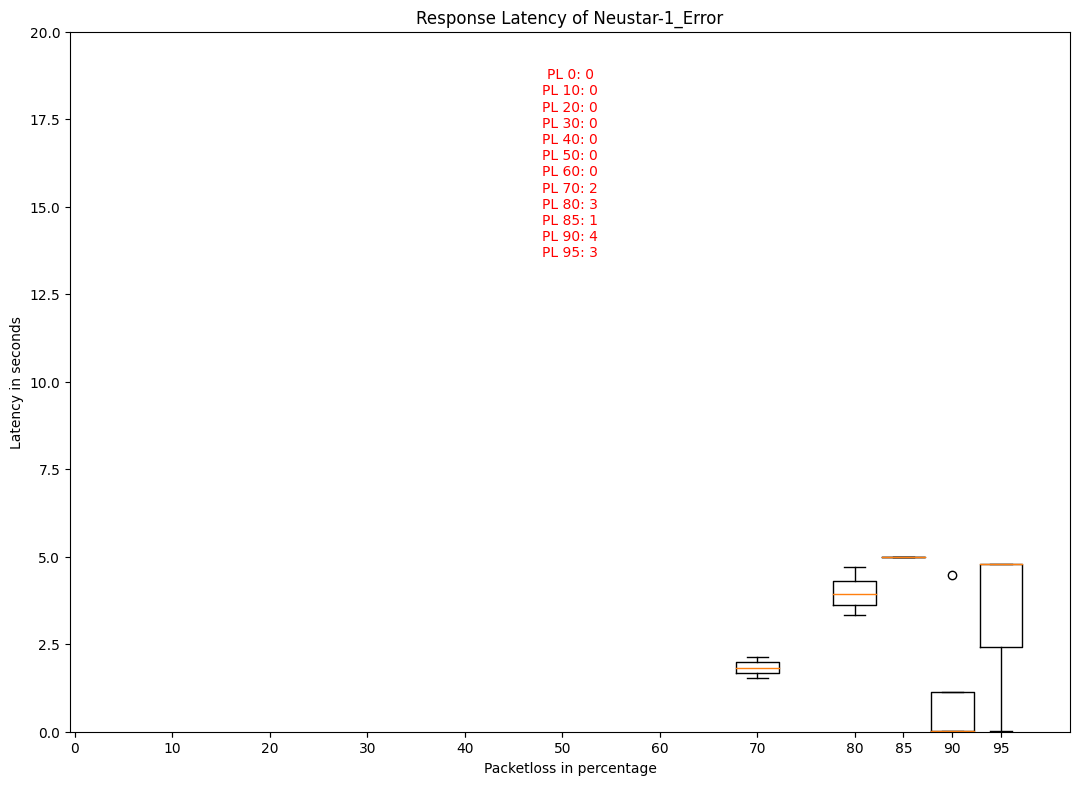 Response Latency of Neustar-1_Error
20.0
17.5
15.0
12.5
10.0
7.5
5.0
2.5
0.0
Latency in seconds
PL 0: 0
PL 10: 0
PL 20: 0
PL 30: 0
PL 40: 0
PL 50: 0
PL 60: 0
PL 70: 2
PL 80: 3
PL 85: 1
PL 90: 4
PL 95: 3
0 10 20 30 40 50 60 70 80 85 90 95
Packetloss in percentage